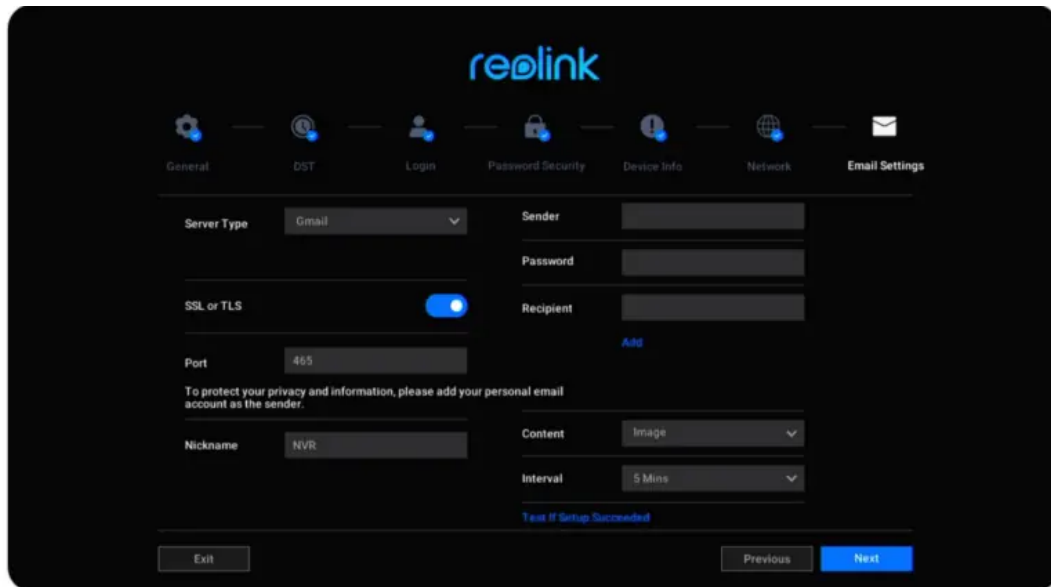 reolink
General
DST
Login
Password Security
Device Info
Network
Email Settings
Server Type
Gmail
SSL or TLS
Port
465
To protect your privacy and information, please add your personal email
account as the sender.
Nickname
NVR
Sender
Password
Recipient
Add
Content
Image
Interval
5 Mins
Test If Setup Succeeded
Exit
Previous
Next